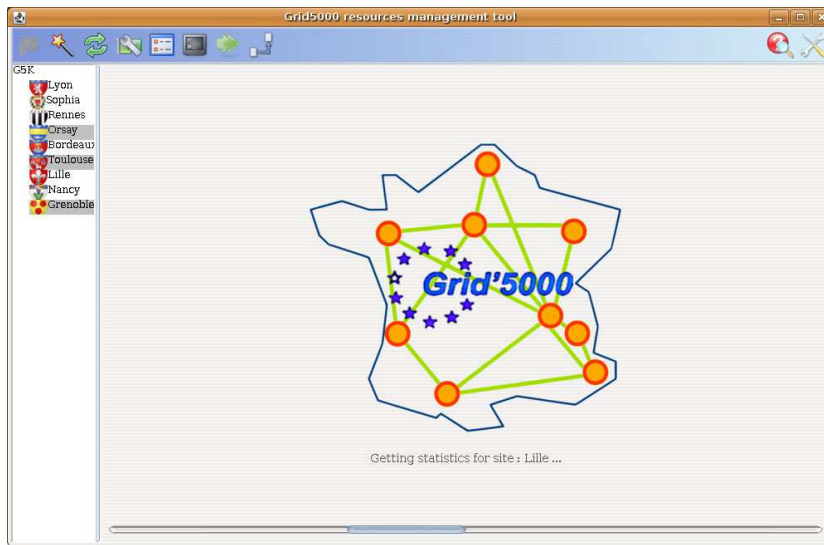 Grid5000 resources management tool
G5K
Lyon
Sophia
Rennes
Orsay
Bordeau
Toulouse
Lille
Nancy
Grenoble
Grid'5000
Getting statistics for site : Lille ...